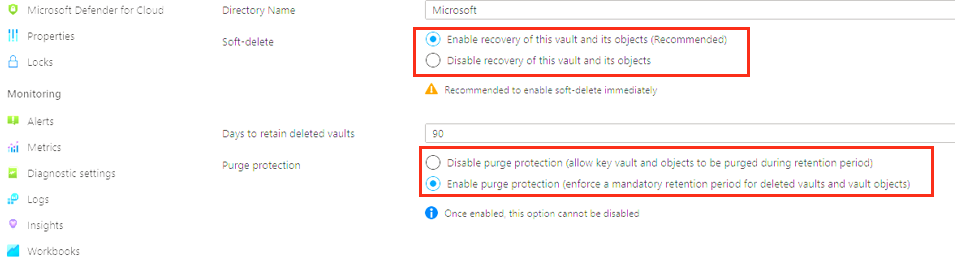 Microsoft Defender for Cloud
Properties
Locks
Monitoring
Alerts
Metrics
Diagnostic settings
Logs
Insights
Workbooks
Directory Name
Microsoft
Soft-delete
Enable recovery of this vault and its objects (Recommended)
Disable recovery of this vault and its objects
Recommended to enable soft-delete immediately
Days to retain deleted vaults
90
Purge protection
Disable purge protection (allow key vault and objects to be purged during retention period)
Enable purge protection (enforce a mandatory retention period for deleted vaults and vault objects)
Once enabled, this option cannot be disabled